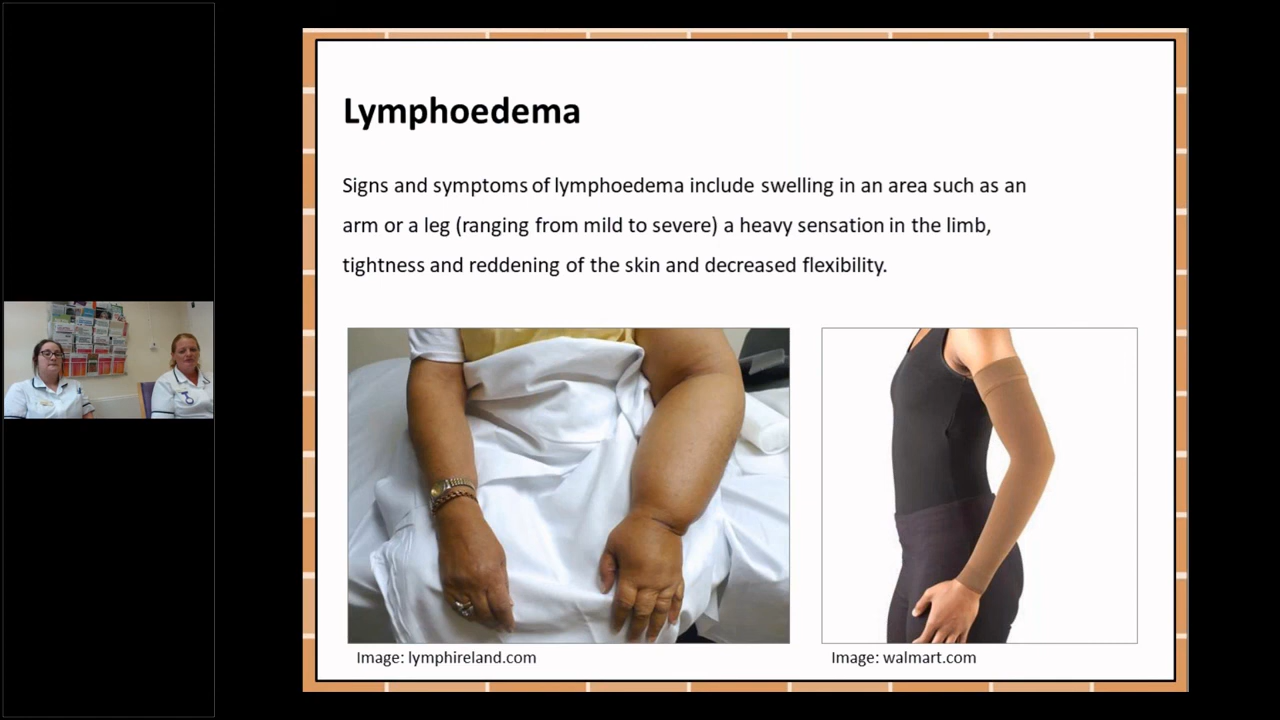 Lymphoedema
Signs and symptoms of lymphoedema include swelling in an area such as an
arm or a leg (ranging from mild to severe) a heavy sensation in the limb,
tightness and reddening of the skin and decreased flexibility.
Image: lymphireland.com
Image: walmart.com